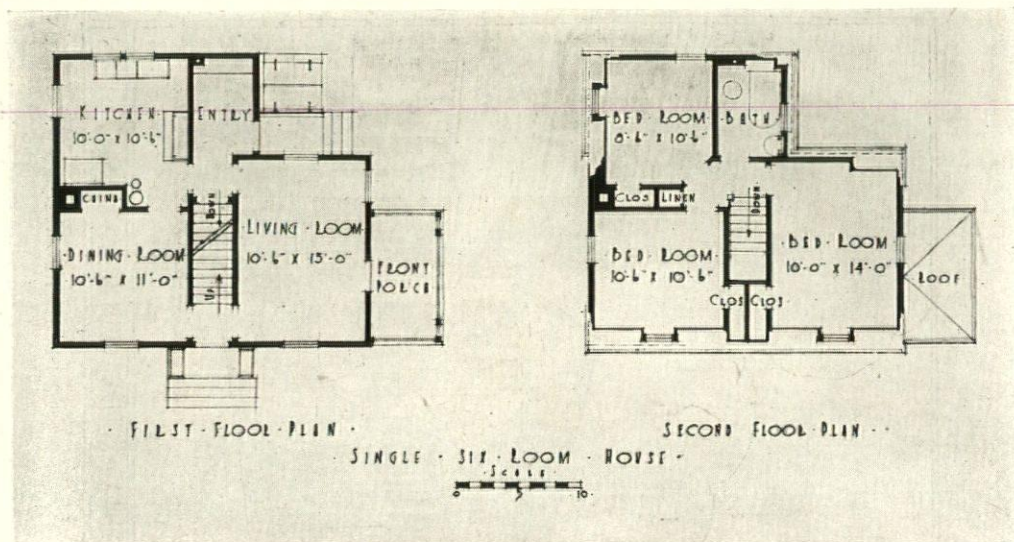 KITCHEN
10'-0" X 10'-6"
ENTRY
CHINA
DOWN
UP
DINING·ROOM
10'-6" X 11'-0"
LIVING·ROOM
10'-6" X 15'-0"
FRONT
PORCH
·FIRST·FLOOR·PLAN·
BED·ROOM
8'-6" X 10'-6"
BATH
CLOS
LINEN
DOWN
BED·ROOM
10'-6" X 10'-6"
BED·ROOM
10'-0" X 14'-0"
CLOS
CLOS
ROOF
SECOND FLOOR·PLAN··
·SINGLE·SIX·ROOM·HOUSE·
·SCALE·
0 5 10·